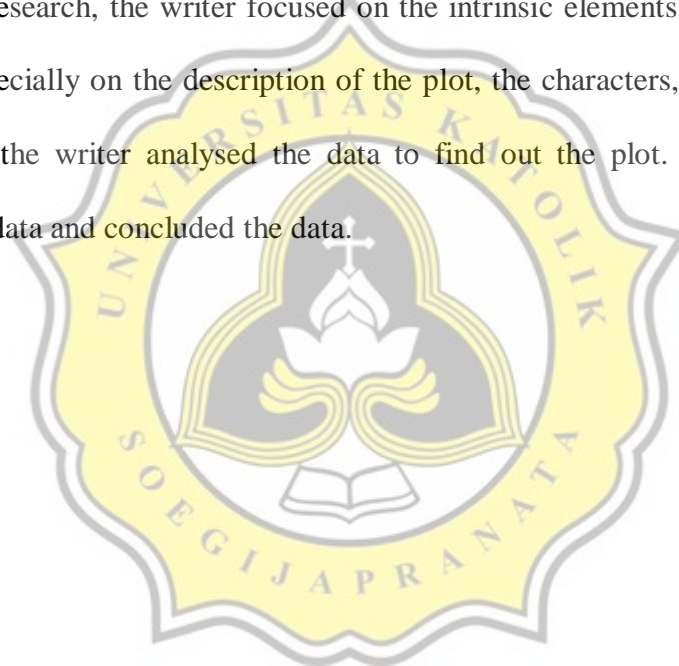 esearch, the writer focused on the intrinsic elements
ecially on the description of the plot, the characters,
the writer analysed the data to find out the plot.
data and concluded the data.
UNIVERSITAS KATOLIK
SOEGIJAPRANATA